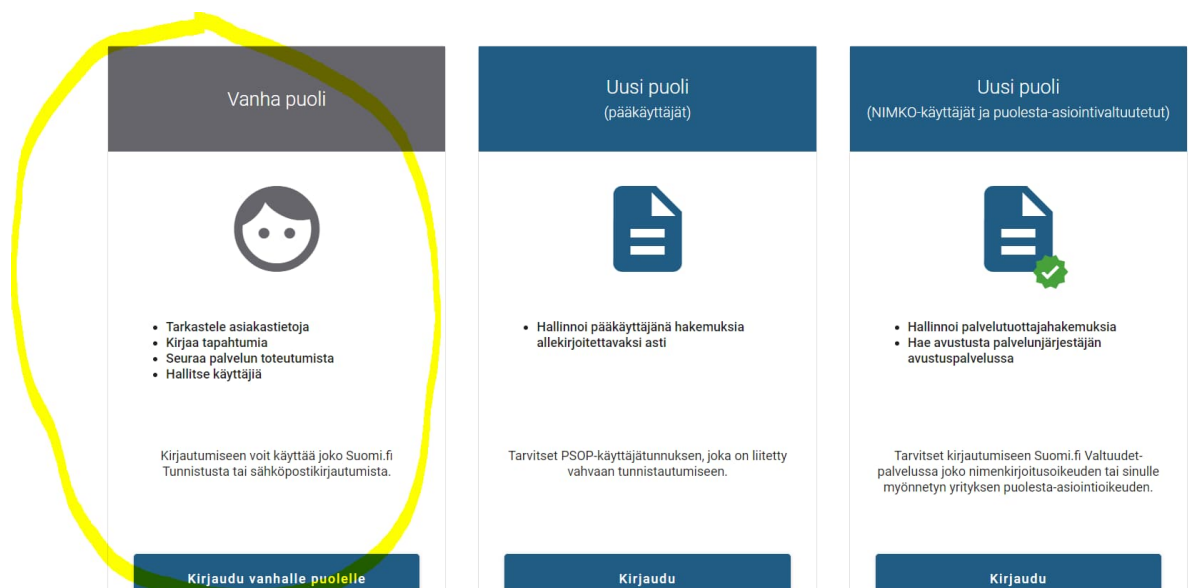 Vanha puoli
Tarkastele asiakastietoja
Kirjaa tapahtumia
Seuraa palvelun toteutumista
Hallitse käyttäjiä
Kirjautumiseen voit käyttää joko Suomi.fi
Tunnistusta tai sähköpostikirjautumista.
Kirjaudu vanhalle puolelle
Uusi puoli
(pääkäyttäjät)
Hallinnoi pääkäyttäjänä hakemuksia
allekirjoitettavaksi asti
Tarvitset PSOP-käyttäjätunnuksen, joka on liitetty
vahvaan tunnistautumiseen.
Kirjaudu
Uusi puoli
(NIMKO-käyttäjät ja puolesta-asiointivaltuutetut)
Hallinnoi palvelutuottajahakemuksia
Hae avustusta palvelunjärjestäjän
avustuspalvelussa
Tarvitset kirjautumiseen Suomi.fi Valtuudet-
palvelussa joko nimenkirjoitusoikeuden tai sinulle
myönnetyn yrityksen puolesta-asiointioikeuden.
Kirjaudu